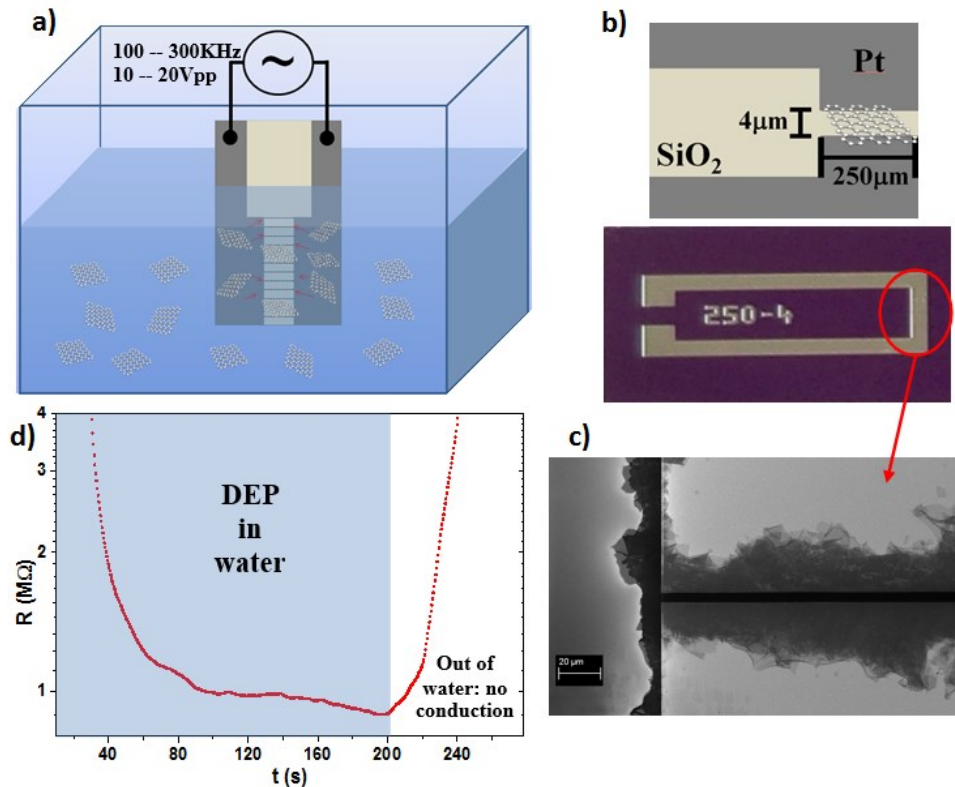 a)
100 -- 300KHz
10 -- 20Vpp
~
b)
Pt
4μm
SiO2
250μm
250-4
c)
20 μm
d)
4
3
2
1
R (MΩ)
DEP
in
water
Out of
water: no
conduction
40
80
120
160
200
240
t (s)